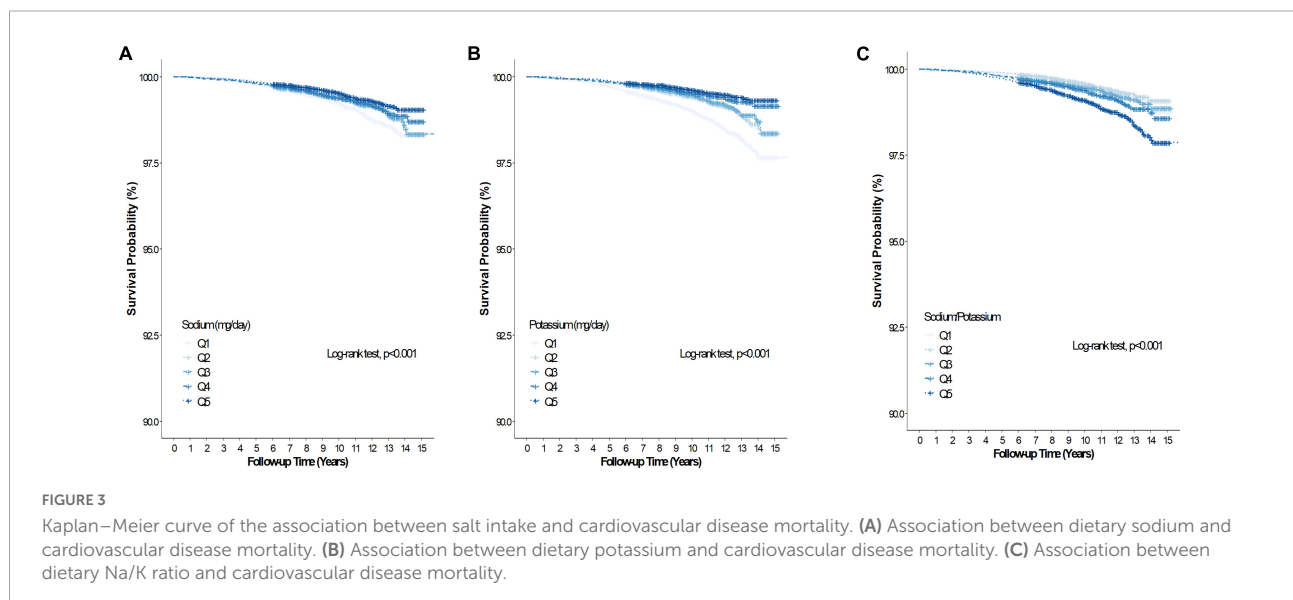 A
Survival Probability (%)
100.0
97.5
95.0
92.5
90.0
Sodium (mg/day)
Q1
Q2
Q3
Q4
Q5
Log-rank test, p<0.001
0 1 2 3 4 5 6 7 8 9 10 11 12 13 14 15
Follow-up Time (Years)
B
Survival Probability (%)
100.0
97.5
95.0
92.5
90.0
Potassium (mg/day)
Q1
Q2
Q3
Q4
Q5
Log-rank test, p<0.001
0 1 2 3 4 5 6 7 8 9 10 11 12 13 14 15
Follow-up Time (Years)
C
Survival Probability (%)
100.0
97.5
95.0
92.5
90.0
Sodium/Potassium
Q1
Q2
Q3
Q4
Q5
Log-rank test, p<0.001
0 1 2 3 4 5 6 7 8 9 10 11 12 13 14 15
Follow-up Time (Years)
FIGURE 3
Kaplan–Meier curve of the association between salt intake and cardiovascular disease mortality. (A) Association between dietary sodium and
cardiovascular disease mortality. (B) Association between dietary potassium and cardiovascular disease mortality. (C) Association between
dietary Na/K ratio and cardiovascular disease mortality.